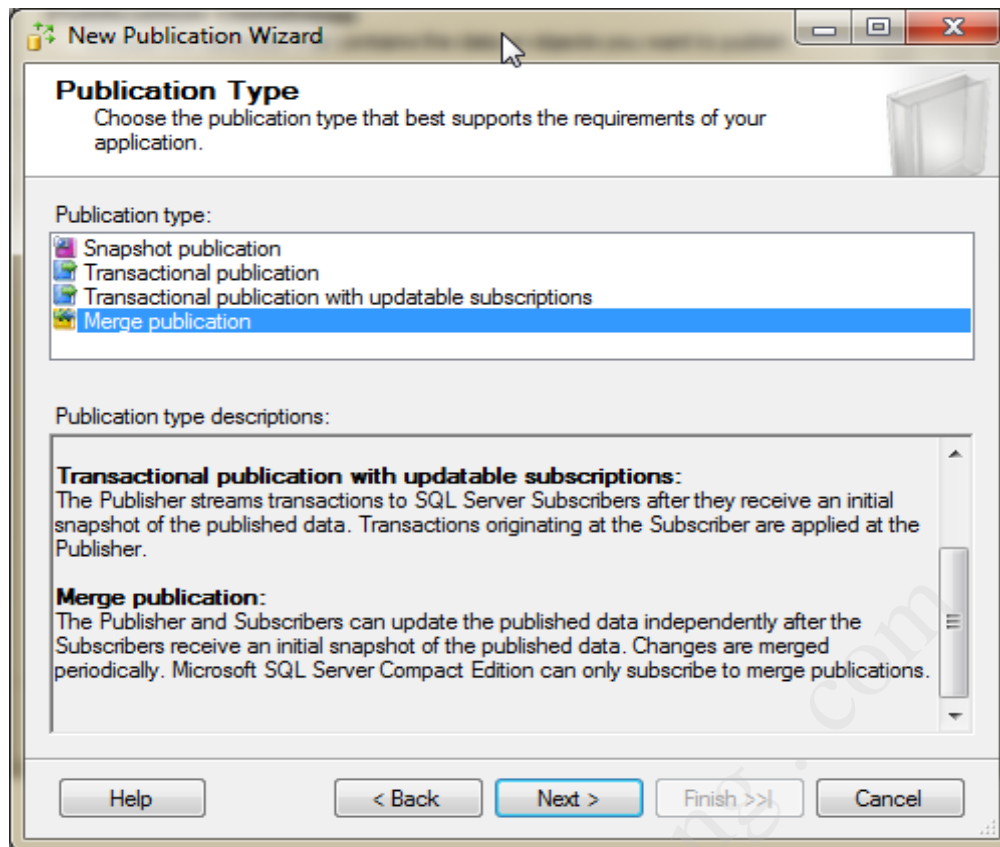 New Publication Wizard
Publication Type
Choose the publication type that best supports the requirements of your
application.
Publication type:
Snapshot publication
Transactional publication
Transactional publication with updatable subscriptions
Merge publication
Publication type descriptions:
Transactional publication with updatable subscriptions:
The Publisher streams transactions to SQL Server Subscribers after they receive an initial
snapshot of the published data. Transactions originating at the Subscriber are applied at the
Publisher.
Merge publication:
The Publisher and Subscribers can update the published data independently after the
Subscribers receive an initial snapshot of the published data. Changes are merged
periodically. Microsoft SQL Server Compact Edition can only subscribe to merge publications.
Help
< Back
Next >
Finish >>|
Cancel